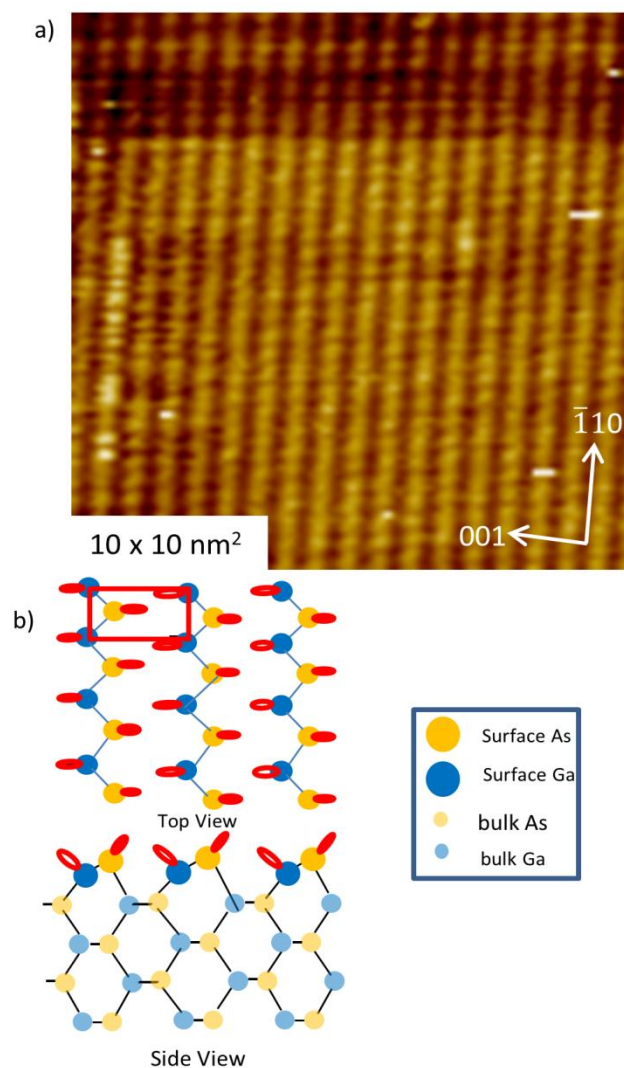 a)
1̄10
001
10 x 10 nm²
b)
Top View
Surface As
Surface Ga
bulk As
bulk Ga
Side View